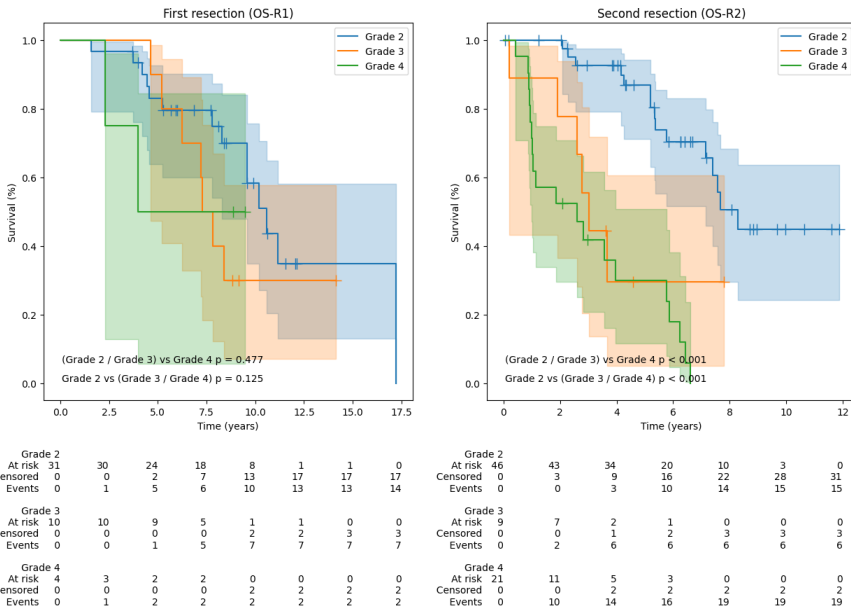 First resection (OS-R1)
Grade 2
Grade 3
Grade 4
1.0
0.8
0.6
0.4
0.2
0.0
Survival (%)
(Grade 2 / Grade 3) vs Grade 4 p = 0.477
Grade 2 vs (Grade 3 / Grade 4) p = 0.125
0.0 2.5 5.0 7.5 10.0 12.5 15.0 17.5
Time (years)
Grade 2
At risk 31 30 24 18 8 1 1 0
ensored 0 0 2 7 13 17 17 17
Events 0 1 5 6 10 13 13 14
Grade 3
At risk 10 10 9 5 1 1 0 0
ensored 0 0 0 0 2 2 3 3
Events 0 0 1 5 7 7 7 7
Grade 4
At risk 4 3 2 2 0 0 0 0
ensored 0 0 0 0 2 2 2 2
Events 0 1 2 2 2 2 2 2
Second resection (OS-R2)
Grade 2
Grade 3
Grade 4
1.0
0.8
0.6
0.4
0.2
0.0
Survival (%)
(Grade 2 / Grade 3) vs Grade 4 p < 0.001
Grade 2 vs (Grade 3 / Grade 4) p < 0.001
0 2 4 6 8 10 12
Time (years)
Grade 2
At risk 46 43 34 20 10 3 0
Censored 0 3 9 16 22 28 31
Events 0 0 3 10 14 15 15
Grade 3
At risk 9 7 2 1 0 0 0
Censored 0 0 1 2 3 3 3
Events 0 2 6 6 6 6 6
Grade 4
At risk 21 11 5 3 0 0 0
Censored 0 0 2 2 2 2 2
Events 0 10 14 16 19 19 19